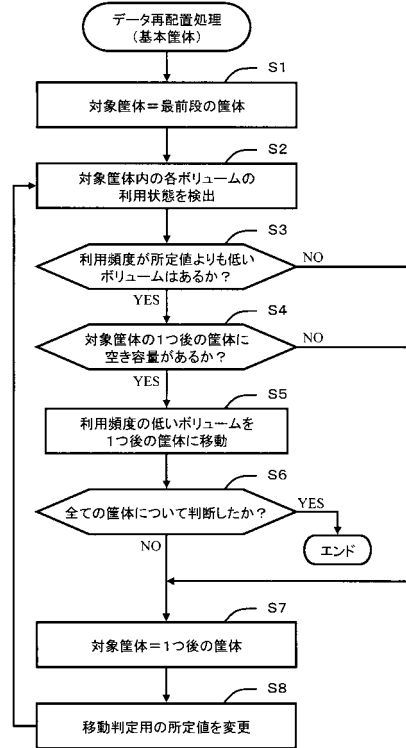 データ再配置処理
(基本筐体)
S1
対象筐体＝最前段の筐体
S2
対象筐体内の各ボリュームの
利用状態を検出
S3
利用頻度が所定値よりも低い
ボリュームはあるか？
NO
YES
S4
対象筐体の1つ後の筐体に
空き容量があるか？
NO
YES
S5
利用頻度の低いボリュームを
1つ後の筐体に移動
S6
全ての筐体について判断したか？
YES
エンド
NO
S7
対象筐体＝1つ後の筐体
S8
移動判定用の所定値を変更